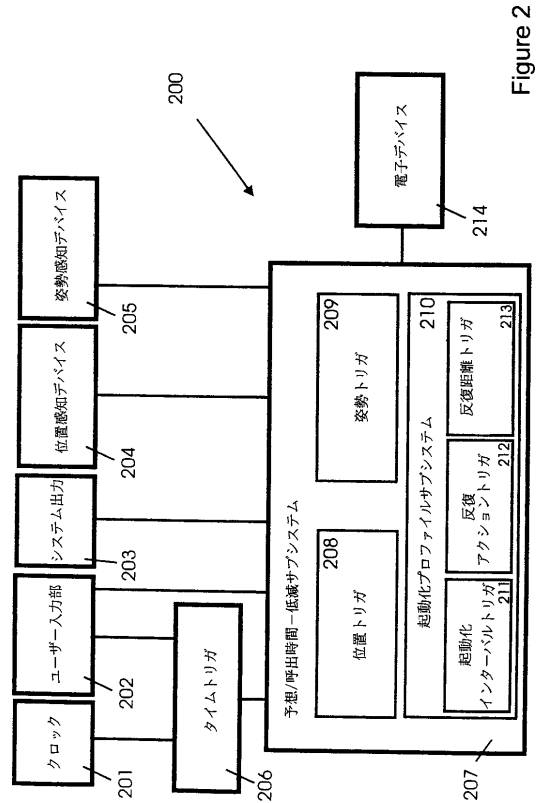 クロック
201
ユーザー入力部
202
システム出力
203
位置感知デバイス
204
姿勢感知デバイス
205
200
タイムトリガ
206
予想/呼出時間－低減サブシステム
207
位置トリガ
208
姿勢トリガ
209
起動化プロファイルサブシステム
210
起動化
インターバルトリガ
211
反復
アクショントリガ
212
反復距離トリガ
213
電子デバイス
214
Figure 2